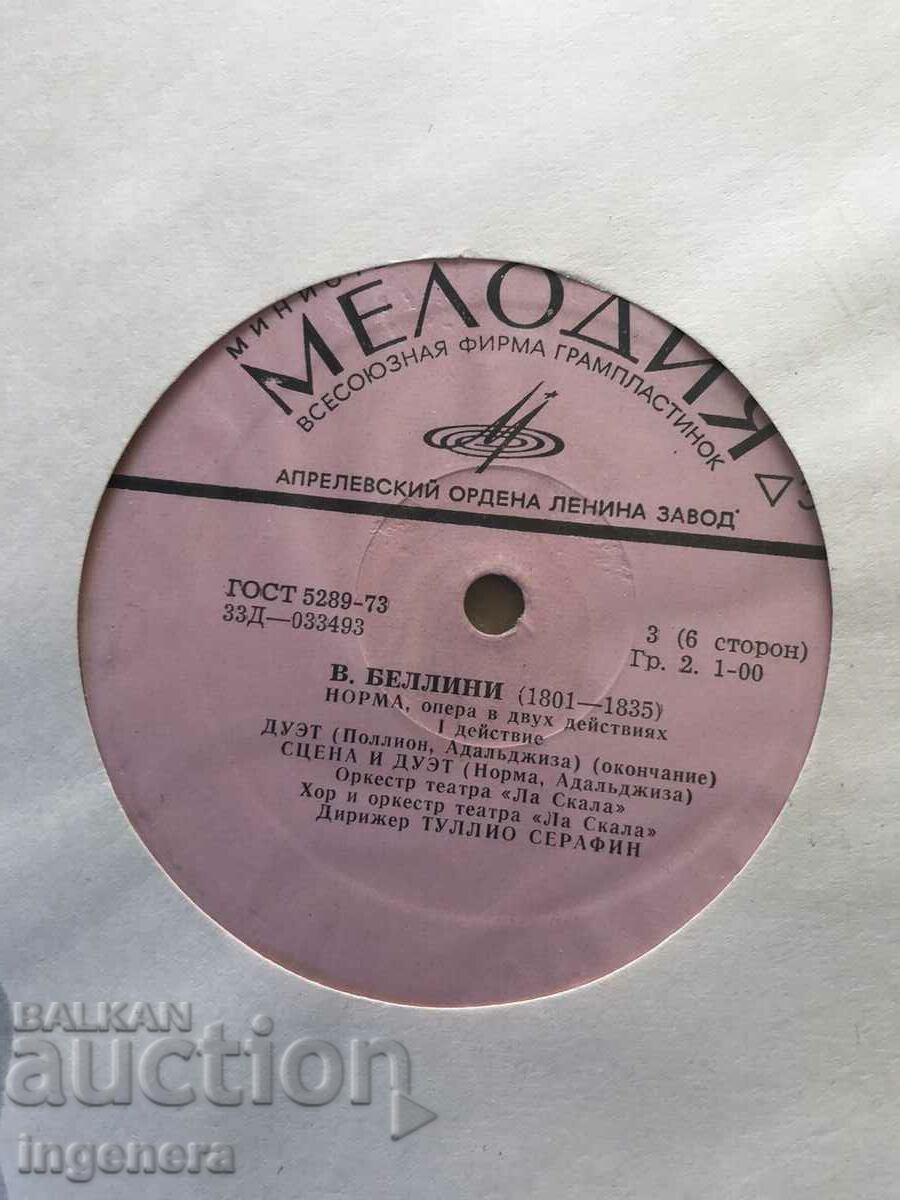 МЕЛОДИЯ
ВСЕСОЮЗНАЯ ФИРМА ГРАМПЛАСТИНОК
АПРЕЛЕВСКИЙ ОРДЕНА ЛЕНИНА ЗАВОД
ГОСТ 5289-73
33Д—033493
3 (6 сторон)
Гр. 2. 1-00
В. БЕЛЛИНИ (1801—1835)
НОРМА, опера в двух действиях
I действие
ДУЭТ (Поллион, Адальджиза) (окончание)
СЦЕНА И ДУЭТ (Норма, Адальджиза)
Оркестр театра «Ла Скала»
Хор и оркестр театра «Ла Скала»
Дирижер ТУЛЛИО СЕРАФИН
BALKAN
auction
ingenera